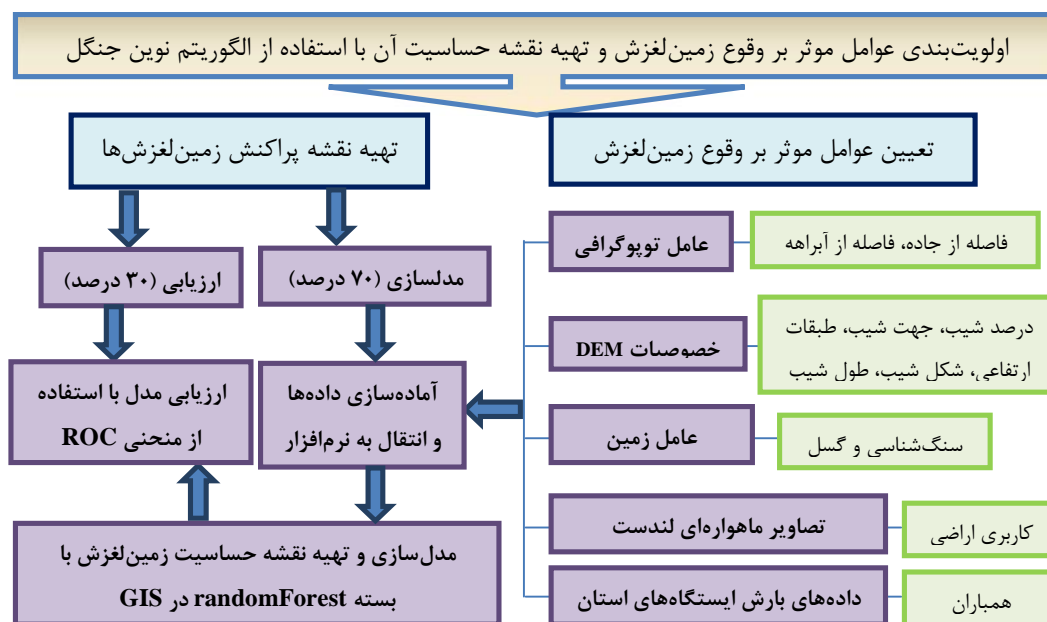 اولویت‌بندی عوامل موثر بر وقوع زمین‌لغزش و تهیه نقشه حساسیت آن با استفاده از الگوریتم نوین جنگل
تعیین عوامل موثر بر وقوع زمین‌لغزش
تهیه نقشه پراکنش زمین‌لغزش‌ها
عامل توپوگرافی
فاصله از جاده، فاصله از آبراهه
خصوصیات DEM
درصد شیب، جهت شیب، طبقات
ارتفاعی، شکل شیب، طول شیب
عامل زمین
سنگ‌شناسی و گسل
تصاویر ماهواره‌ای لندست
کاربری اراضی
داده‌های بارش ایستگاه‌های استان
همباران
مدلسازی (۷۰ درصد)
ارزیابی (۳۰ درصد)
آماده‌سازی داده‌ها
و انتقال به نرم‌افزار
ارزیابی مدل با استفاده
از منحنی ROC
مدل‌سازی و تهیه نقشه حساسیت زمین‌لغزش با
بسته randomForest در GIS